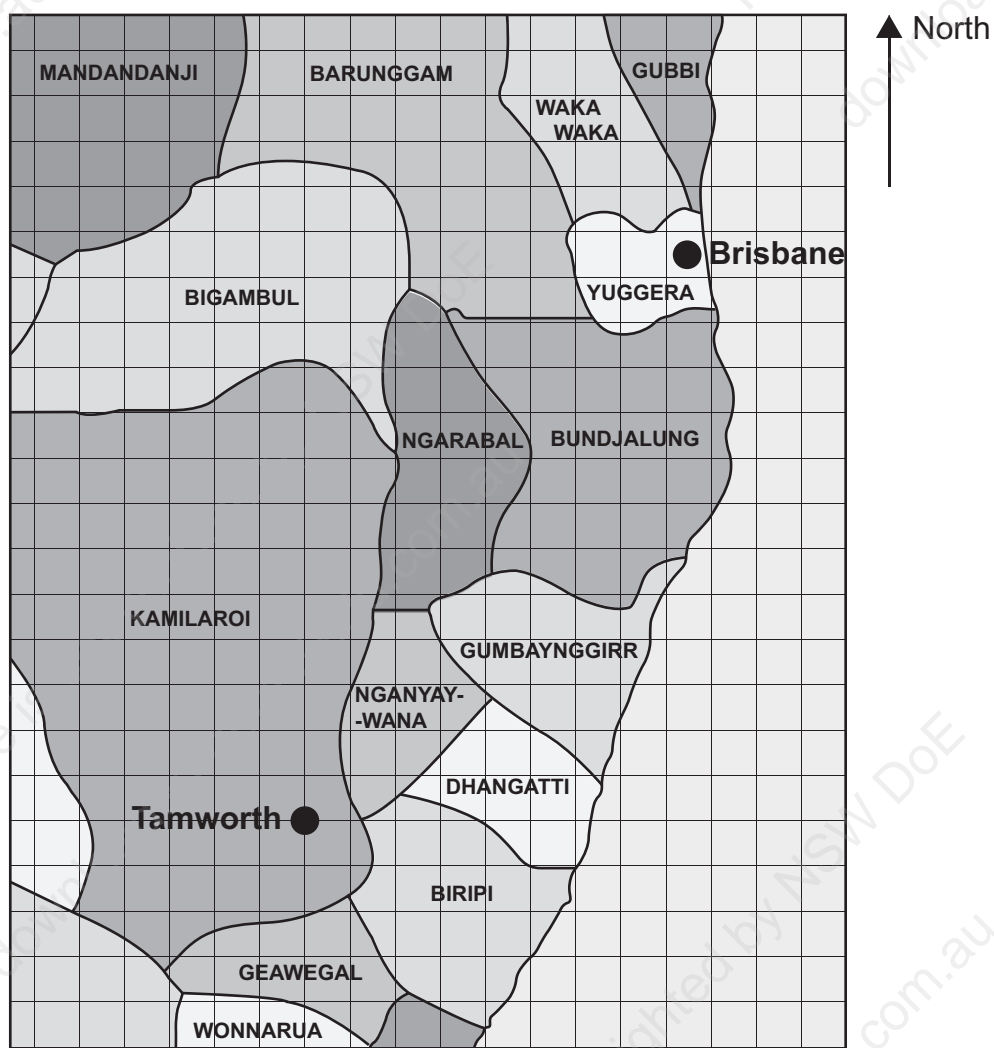 North
MANDANDANJI
BARUNGGAM
GUBBI
WAKA
WAKA
Brisbane
BIGAMBUL
YUGGERA
NGARABAL
BUNDJALUNG
KAMILAROI
GUMBAYNGGIRR
NGANYAY-
-WANA
DHANGATTI
Tamworth
BIRIPI
GEAWEGAL
WONNARUA